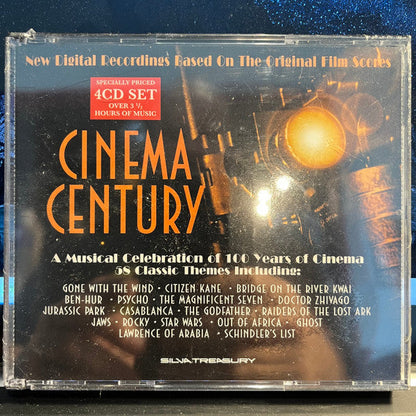 New Digital Recordings Based On The Original Film Scores
SPECIALLY PRICED
4CD SET
OVER 3 ½
HOURS OF MUSIC
CINEMA
CENTURY
A Musical Celebration of 100 Years of Cinema
58 Classic Themes Including:
GONE WITH THE WIND · CITIZEN KANE · BRIDGE ON THE RIVER KWAI
BEN-HUR · PSYCHO · THE MAGNIFICENT SEVEN · DOCTOR ZHIVAGO
JURASSIC PARK · CASABLANCA · THE GODFATHER · RAIDERS OF THE LOST ARK
JAWS · ROCKY · STAR WARS · OUT OF AFRICA · GHOST
LAWRENCE OF ARABIA · SCHINDLER'S LIST
SILVA TREASURY